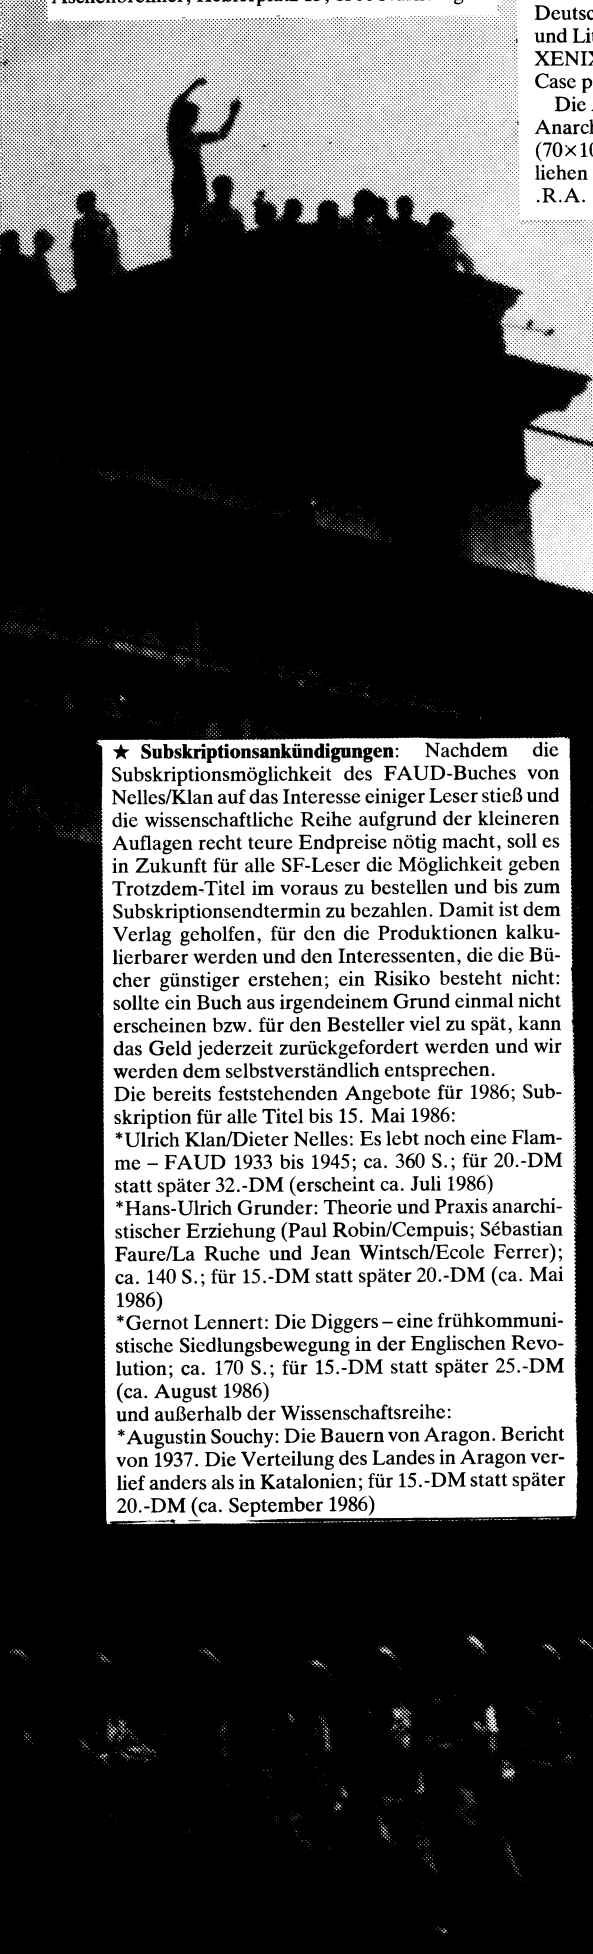 Deutsc
und Li
XENIX
Case p
Die
Anarch
(70×10
liehen
.R.A.
★ Subskriptionsankündigungen: Nachdem die
Subskriptionsmöglichkeit des FAUD-Buches von
Nelles/Klan auf das Interesse einiger Leser stieß und
die wissenschaftliche Reihe aufgrund der kleineren
Auflagen recht teure Endpreise nötig macht, soll es
in Zukunft für alle SF-Leser die Möglichkeit geben
Trotzdem-Titel im voraus zu bestellen und bis zum
Subskriptionsendtermin zu bezahlen. Damit ist dem
Verlag geholfen, für den die Produktionen kalku-
lierbarer werden und den Interessenten, die die Bü-
cher günstiger erstehen; ein Risiko besteht nicht:
sollte ein Buch aus irgendeinem Grund einmal nicht
erscheinen bzw. für den Besteller viel zu spät, kann
das Geld jederzeit zurückgefordert werden und wir
werden dem selbstverständlich entsprechen.
Die bereits feststehenden Angebote für 1986; Sub-
skription für alle Titel bis 15. Mai 1986:
*Ulrich Klan/Dieter Nelles: Es lebt noch eine Flam-
me – FAUD 1933 bis 1945; ca. 360 S.; für 20.-DM
statt später 32.-DM (erscheint ca. Juli 1986)
*Hans-Ulrich Grunder: Theorie und Praxis anarchi-
stischer Erziehung (Paul Robin/Cempuis; Sébastian
Faure/La Ruche und Jean Wintsch/Ecole Ferrer);
ca. 140 S.; für 15.-DM statt später 20.-DM (ca. Mai
1986)
*Gernot Lennert: Die Diggers – eine frühkommuni-
stische Siedlungsbewegung in der Englischen Revo-
lution; ca. 170 S.; für 15.-DM statt später 25.-DM
(ca. August 1986)
und außerhalb der Wissenschaftsreihe:
*Augustin Souchy: Die Bauern von Aragon. Bericht
von 1937. Die Verteilung des Landes in Aragon ver-
lief anders als in Katalonien; für 15.-DM statt später
20.-DM (ca. September 1986)